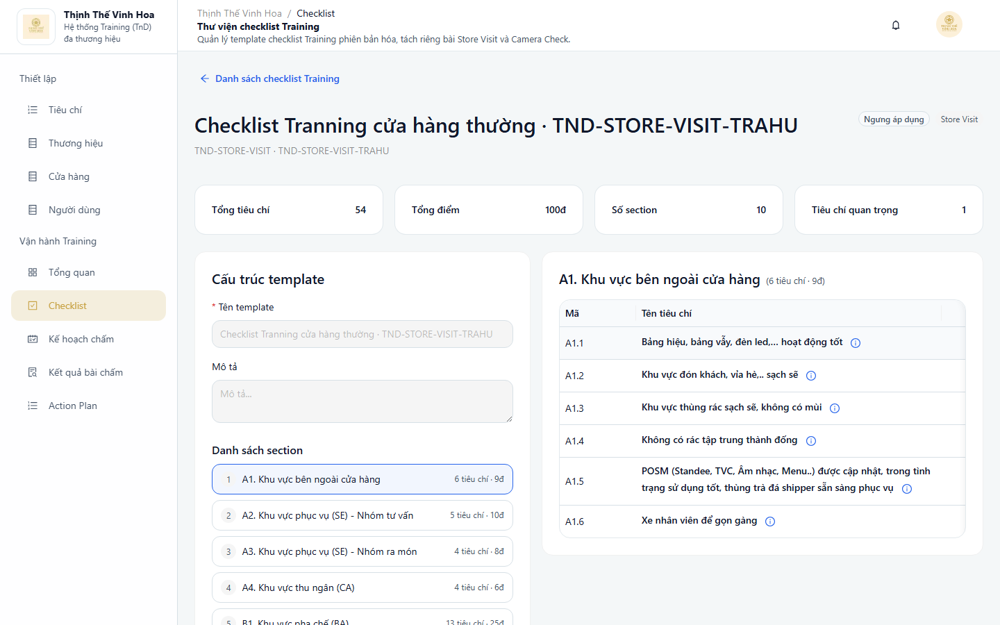 Thịnh Thế Vinh Hoa
Hệ thống Training (TnD)
đa thương hiệu
Thịnh Thế Vinh Hoa / Checklist
Thư viện checklist Training
Quản lý template checklist Training phiên bản hóa, tách riêng bài Store Visit và Camera Check.
Thiết lập
Tiêu chí
Thương hiệu
Cửa hàng
Người dùng
Vận hành Training
Tổng quan
Checklist
Kế hoạch chấm
Kết quả bài chấm
Action Plan
Danh sách checklist Training
Checklist Tranning cửa hàng thường · TND-STORE-VISIT-TRAHU
Ngưng áp dụng
Store Visit
TND-STORE-VISIT · TND-STORE-VISIT-TRAHU
Tổng tiêu chí 54
Tổng điểm 100đ
Số section 10
Tiêu chí quan trọng 1
Cấu trúc template
* Tên template
Checklist Tranning cửa hàng thường · TND-STORE-VISIT-TRAHU
Mô tả
Mô tả...
Danh sách section
1 A1. Khu vực bên ngoài cửa hàng 6 tiêu chí · 9đ
2 A2. Khu vực phục vụ (SE) - Nhóm tư vấn 5 tiêu chí · 10đ
3 A3. Khu vực phục vụ (SE) - Nhóm ra món 4 tiêu chí · 8đ
4 A4. Khu vực thu ngân (CA) 4 tiêu chí · 6đ
5 B1. Khu vực pha chế (BA) 13 tiêu chí · 25đ
A1. Khu vực bên ngoài cửa hàng (6 tiêu chí · 9đ)
Mã Tên tiêu chí
A1.1 Bảng hiệu, bảng vẫy, đèn led,... hoạt động tốt
A1.2 Khu vực đón khách, vỉa hè,.. sạch sẽ
A1.3 Khu vực thùng rác sạch sẽ, không có mùi
A1.4 Không có rác tập trung thành đống
A1.5 POSM (Standee, TVC, Âm nhạc, Menu..) được cập nhật, trong tình
trạng sử dụng tốt, thùng trà đá shipper sẵn sàng phục vụ
A1.6 Xe nhân viên để gọn gàng